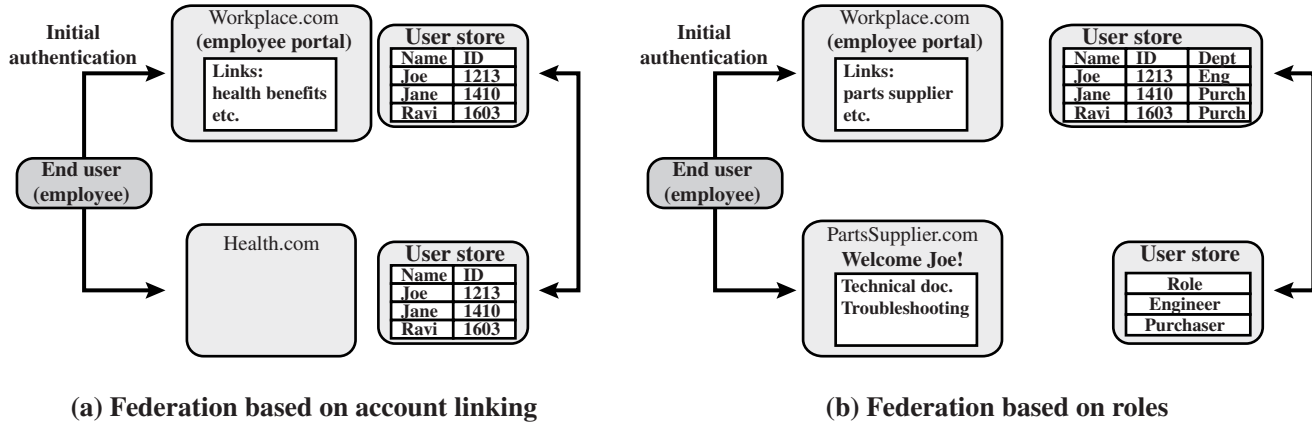 Initial
authentication
Workplace.com
(employee portal)
Links:
health benefits
etc.
User store
Name ID
Joe 1213
Jane 1410
Ravi 1603
End user
(employee)
Health.com
User store
Name ID
Joe 1213
Jane 1410
Ravi 1603
(a) Federation based on account linking
Initial
authentication
Workplace.com
(employee portal)
Links:
parts supplier
etc.
User store
Name ID Dept
Joe 1213 Eng
Jane 1410 Purch
Ravi 1603 Purch
End user
(employee)
PartsSupplier.com
Welcome Joe!
Technical doc.
Troubleshooting
User store
Role
Engineer
Purchaser
(b) Federation based on roles